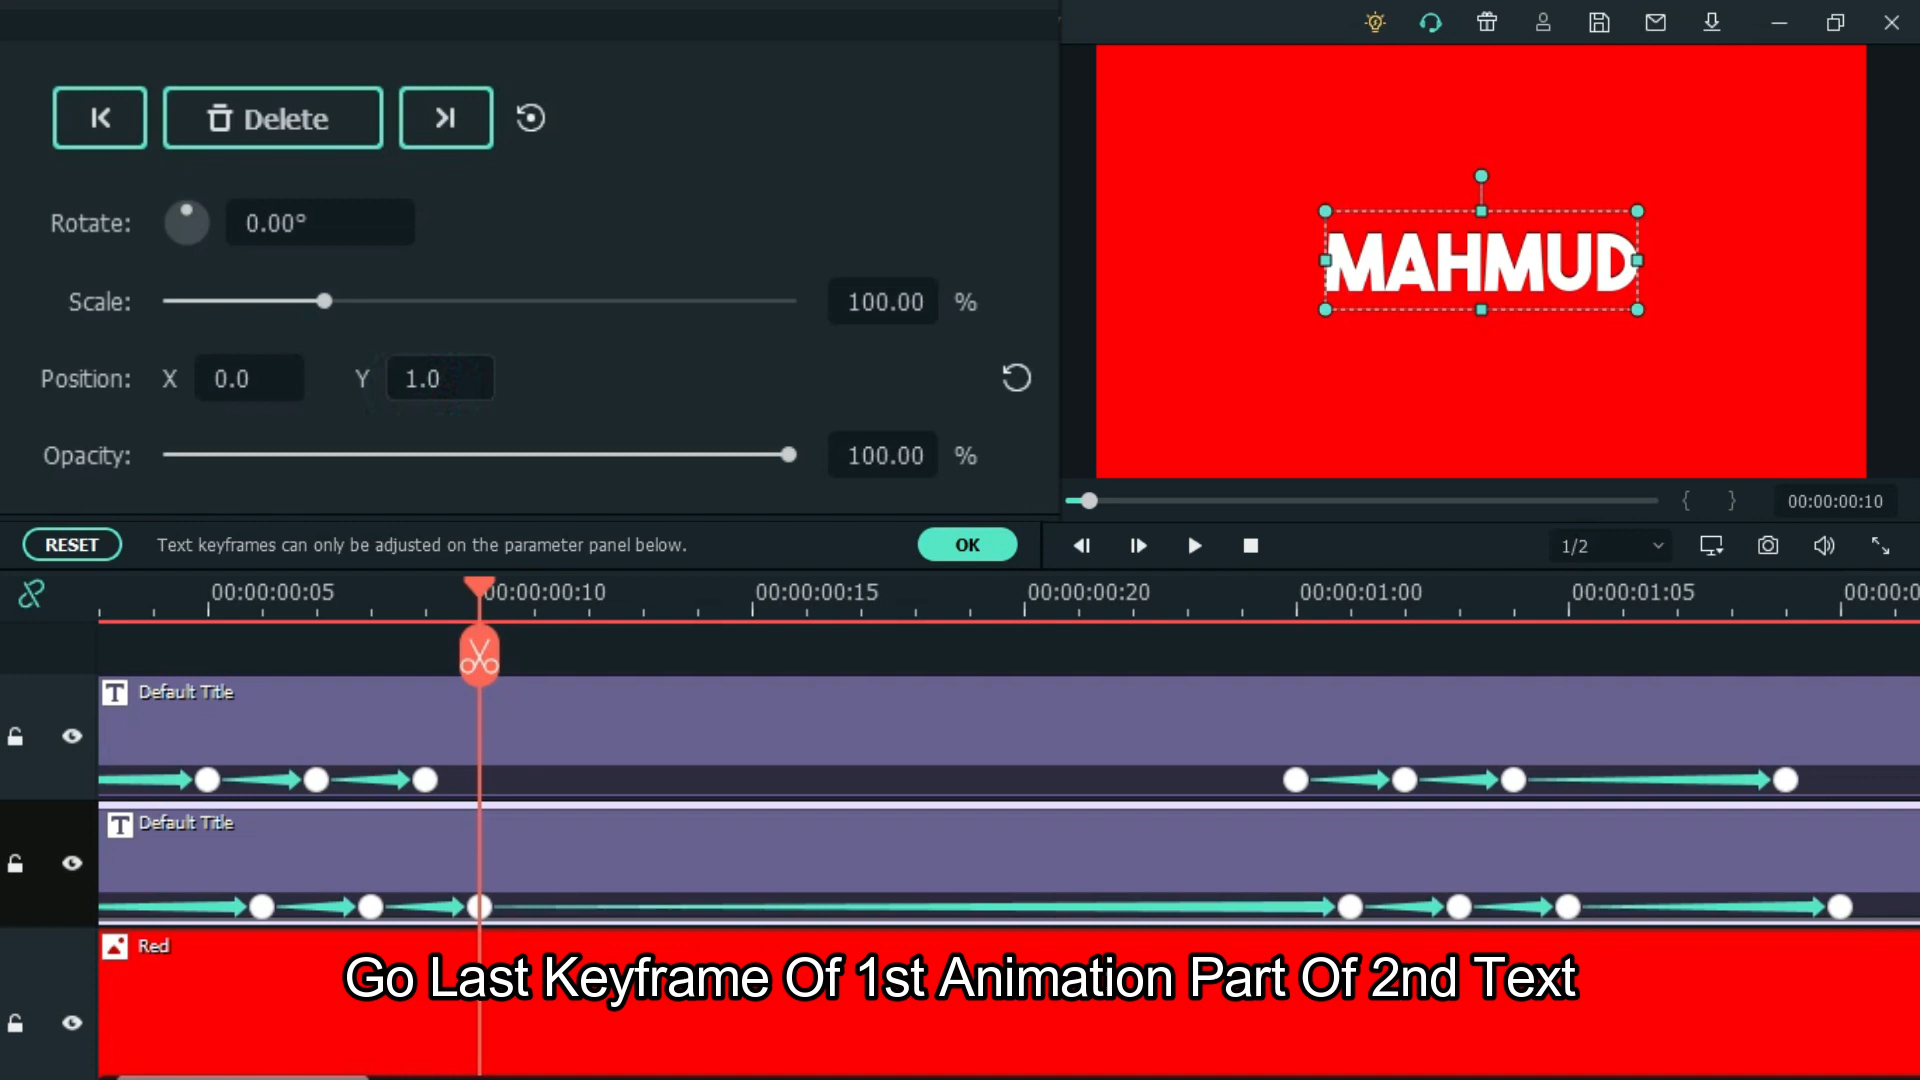 Delete
Rotate: 0.00°
Scale: 100.00 %
Position: X 0.0 Y 1.0
Opacity: 100.00 %
MAHMUD
{ } 00:00:00:10
RESET Text keyframes can only be adjusted on the parameter panel below. OK
1/2
00:00:00:05 00:00:00:10 00:00:00:15 00:00:00:20 00:00:01:00 00:00:01:05 00:00:0
T Default Title
T Default Title
Red
Go Last Keyframe Of 1st Animation Part Of 2nd Text